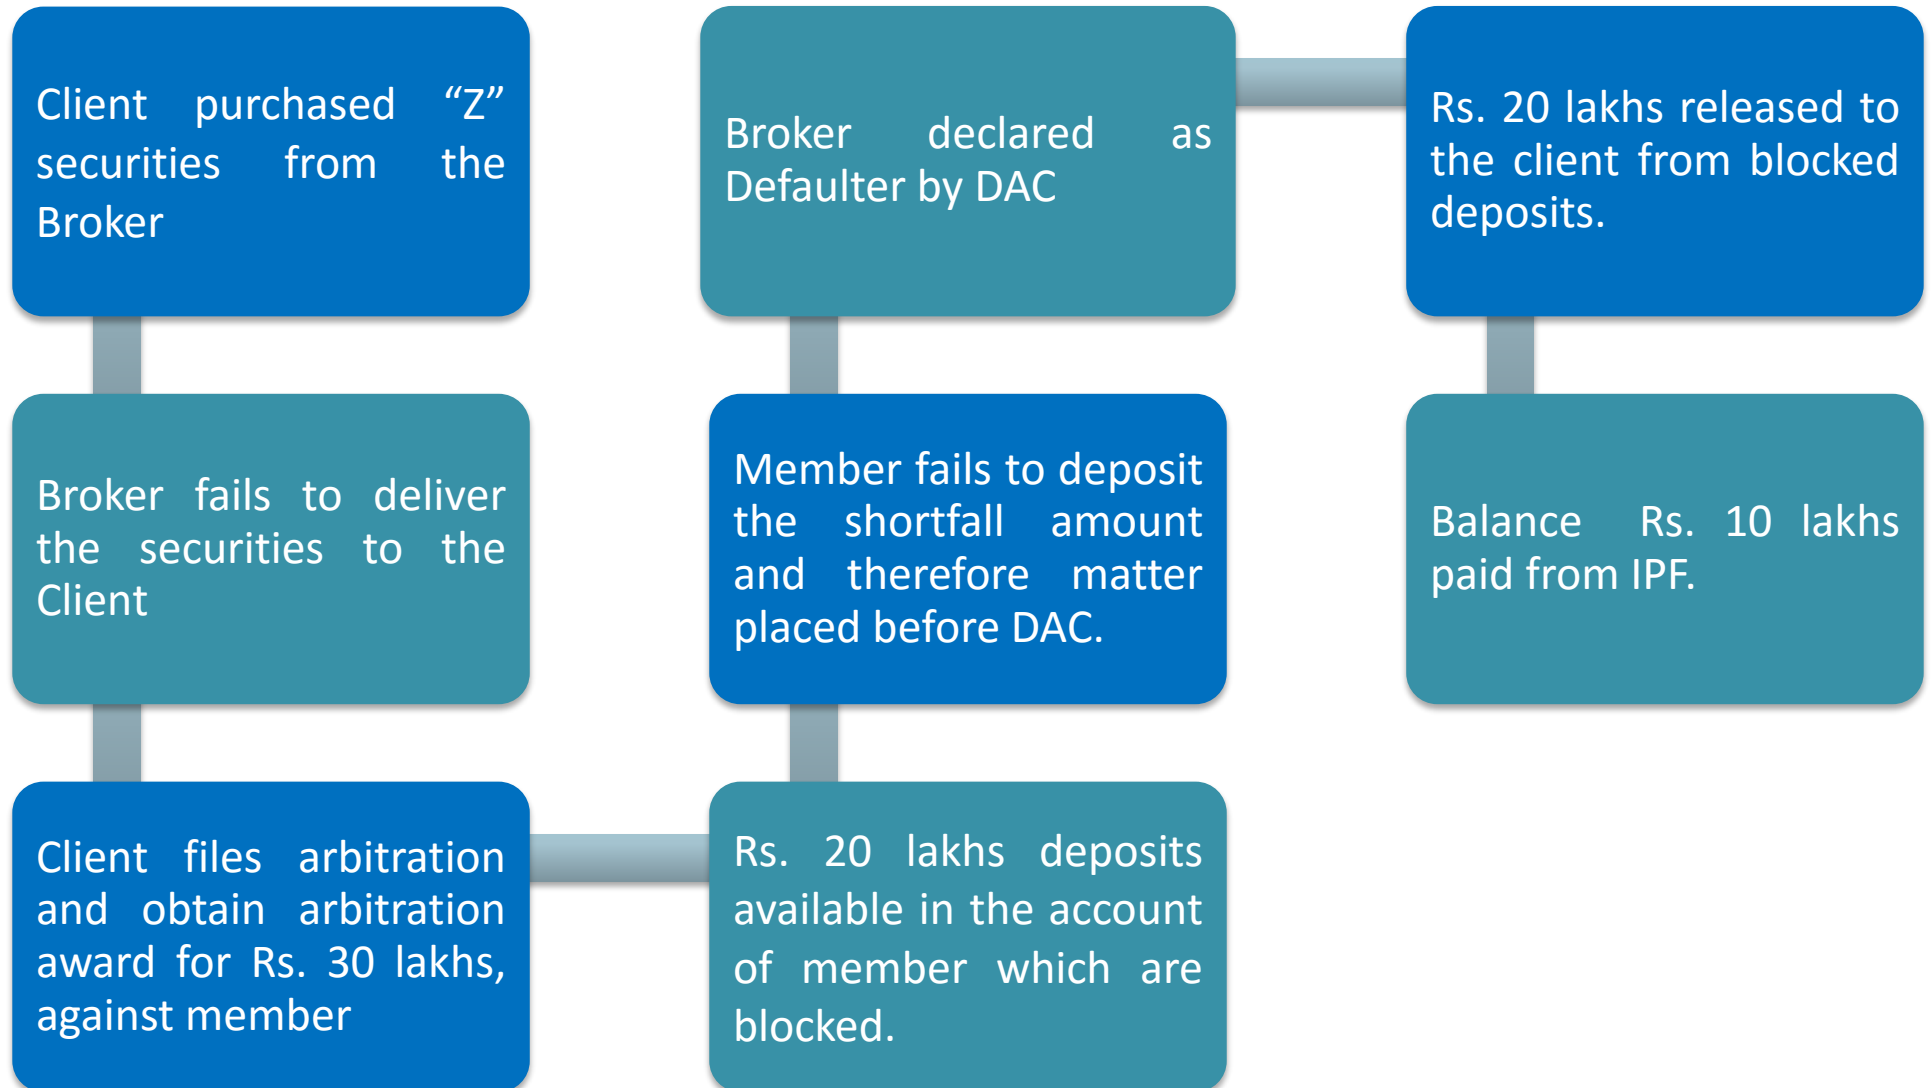 Client purchased “Z”
securities from the
Broker
Broker fails to deliver
the securities to the
Client
Client files arbitration
and obtain arbitration
award for Rs. 30 lakhs,
against member
Rs. 20 lakhs deposits
available in the account
of member which are
blocked.
Member fails to deposit
the shortfall amount
and therefore matter
placed before DAC.
Broker declared as
Defaulter by DAC
Rs. 20 lakhs released to
the client from blocked
deposits.
Balance Rs. 10 lakhs
paid from IPF.